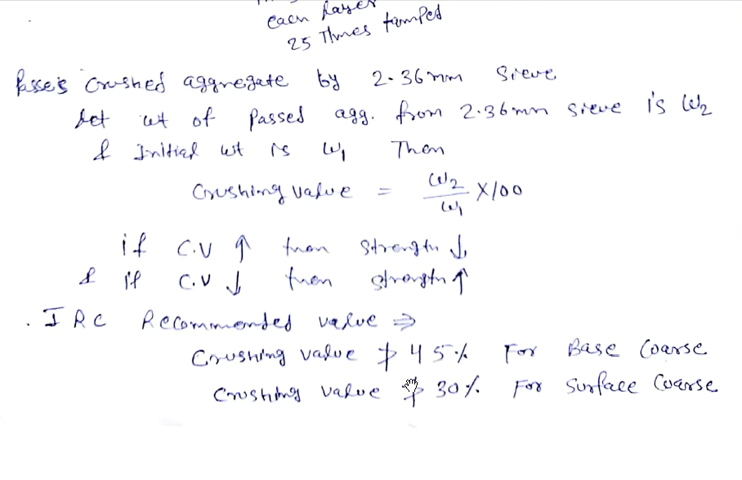 each layer
25 Times tamped
Passes crushed aggregate by 2.36mm Sieve
Let wt of Passed agg. from 2.36mm sieve is W2
& Initial wt is W1 Then
Crushing value = W2/W1 X100
if C.V ↑ then strength ↓
& if C.V ↓ then strength ↑
. IRC Recommended value ⇒
Crushing value ≯ 45% For Base Coarse
Crushing value ≯ 30% For Surface Coarse